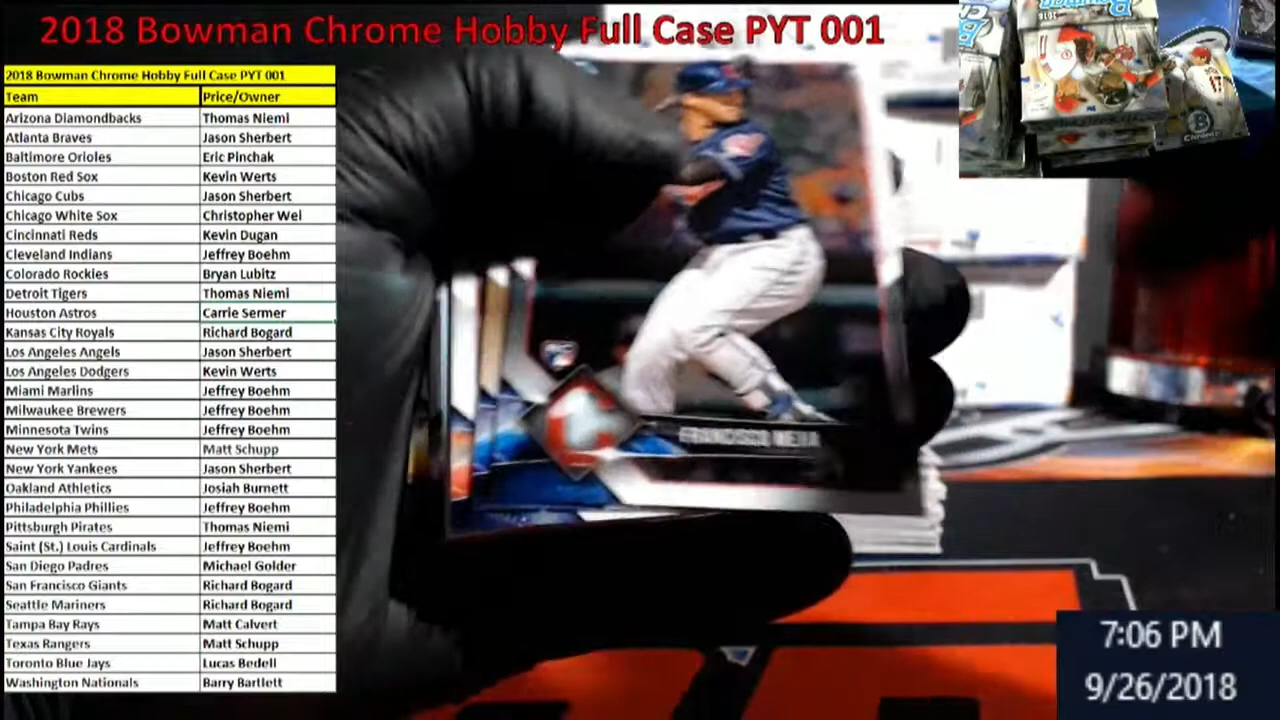 2018 Bowman Chrome Hobby Full Case PYT 001
2018 Bowman Chrome Hobby Full Case PYT 001
Team Price/Owner
Arizona Diamondbacks Thomas Niemi
Atlanta Braves Jason Sherbert
Baltimore Orioles Eric Pinchak
Boston Red Sox Kevin Werts
Chicago Cubs Jason Sherbert
Chicago White Sox Christopher Wei
Cincinnati Reds Kevin Dugan
Cleveland Indians Jeffrey Boehm
Colorado Rockies Bryan Lubitz
Detroit Tigers Thomas Niemi
Houston Astros Carrie Sermer
Kansas City Royals Richard Bogard
Los Angeles Angels Jason Sherbert
Los Angeles Dodgers Kevin Werts
Miami Marlins Jeffrey Boehm
Milwaukee Brewers Jeffrey Boehm
Minnesota Twins Jeffrey Boehm
New York Mets Matt Schupp
New York Yankees Jason Sherbert
Oakland Athletics Josiah Burnett
Philadelphia Phillies Jeffrey Boehm
Pittsburgh Pirates Thomas Niemi
Saint (St.) Louis Cardinals Jeffrey Boehm
San Diego Padres Michael Golder
San Francisco Giants Richard Bogard
Seattle Mariners Richard Bogard
Tampa Bay Rays Matt Calvert
Texas Rangers Matt Schupp
Toronto Blue Jays Lucas Bedell
Washington Nationals Barry Bartlett
FRANCISCO MEJIA
17
B
Chrome
7:06 PM
9/26/2018